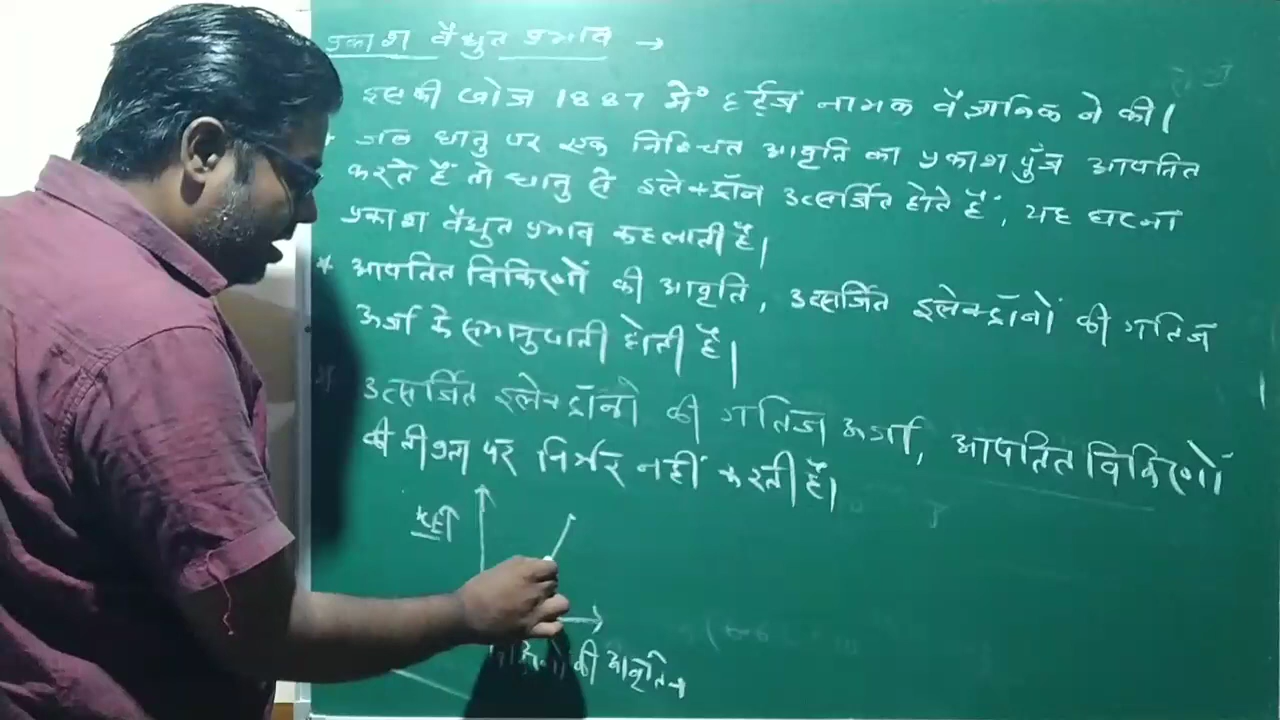 प्रकाश वैद्युत प्रभाव →
इसकी खोज 1887 में हर्ट्ज नामक वैज्ञानिक ने की।
* जब धातु पर एक निश्चित आवृति का प्रकाश पुँज आपतित
करते हैं तो धातु से इलेक्ट्रॉन उत्सर्जित होते हैं, यह घटना
प्रकाश वैद्युत प्रभाव कहलाती हैं।
* आपतित विकिरणों की आवृति, उत्सर्जित इलेक्ट्रॉनों की गतिज
ऊर्जा के समानुपाती होती हैं।
* उत्सर्जित इलेक्ट्रॉनो की गतिज ऊर्जा, आपतित विकिरणों
की तीव्रता पर निर्भर नहीं करती हैं।
KE↑
की आवृति→